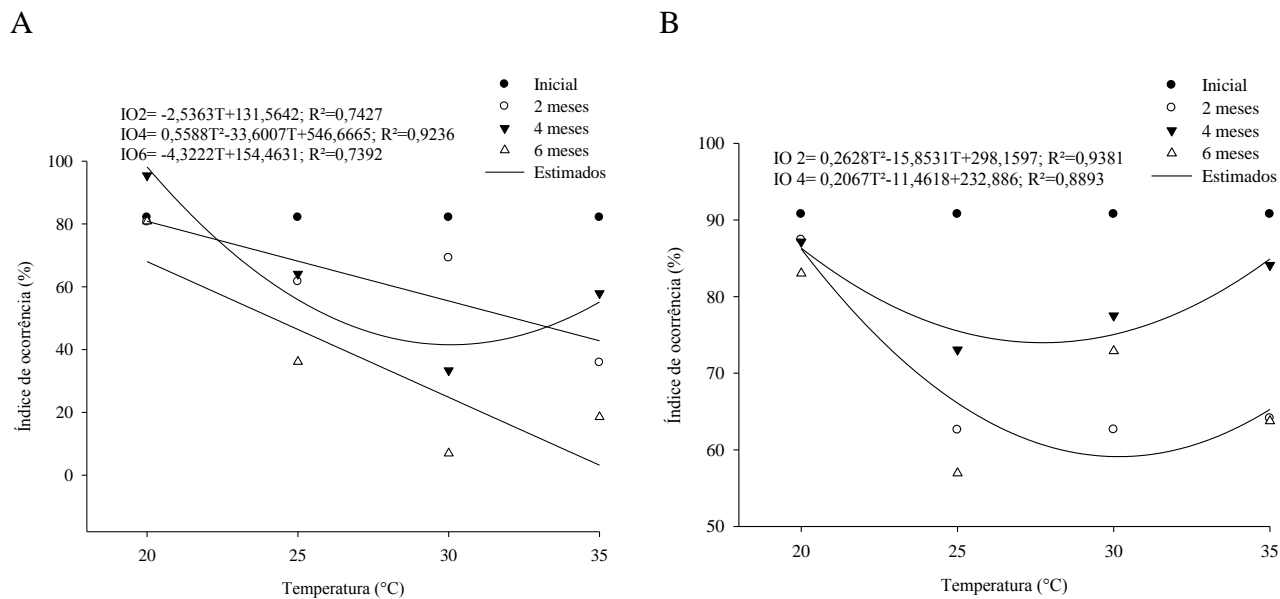 A
Inicial
2 meses
4 meses
6 meses
Estimados
IO2= -2,5363T+131,5642; R²=0,7427
IO4= 0,5588T²-33,6007T+546,6665; R²=0,9236
IO6= -4,3222T+154,4631; R²=0,7392
100
80
60
40
20
0
Índice de ocorrência (%)
20 25 30 35
Temperatura (°C)
B
Inicial
2 meses
4 meses
6 meses
Estimados
IO 2= 0,2628T²-15,8531T+298,1597; R²=0,9381
IO 4= 0,2067T²-11,4618+232,886; R²=0,8893
100
90
80
70
60
50
Índice de ocorrência (%)
20 25 30 35
Temperatura (°C)